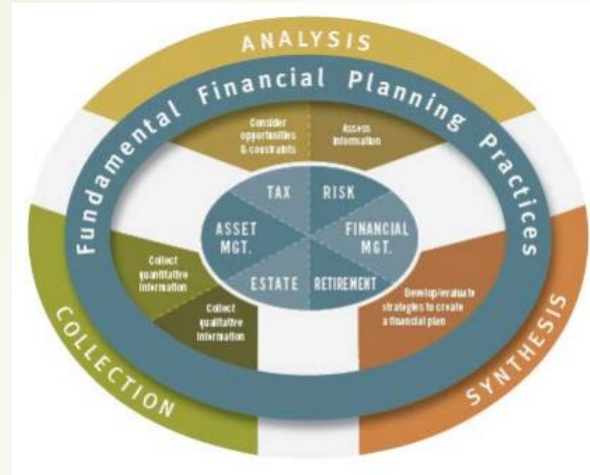 ANALYSIS
Fundamental Financial Planning Practices
Consider
opportunities
& constraints
Assess
information
TAX
RISK
ASSET
MGT.
FINANCIAL
MGT.
ESTATE
RETIREMENT
Collect
quantitative
information
Collect
qualitative
information
Develop/evaluate
strategies to create
a financial plan
COLLECTION
SYNTHESIS